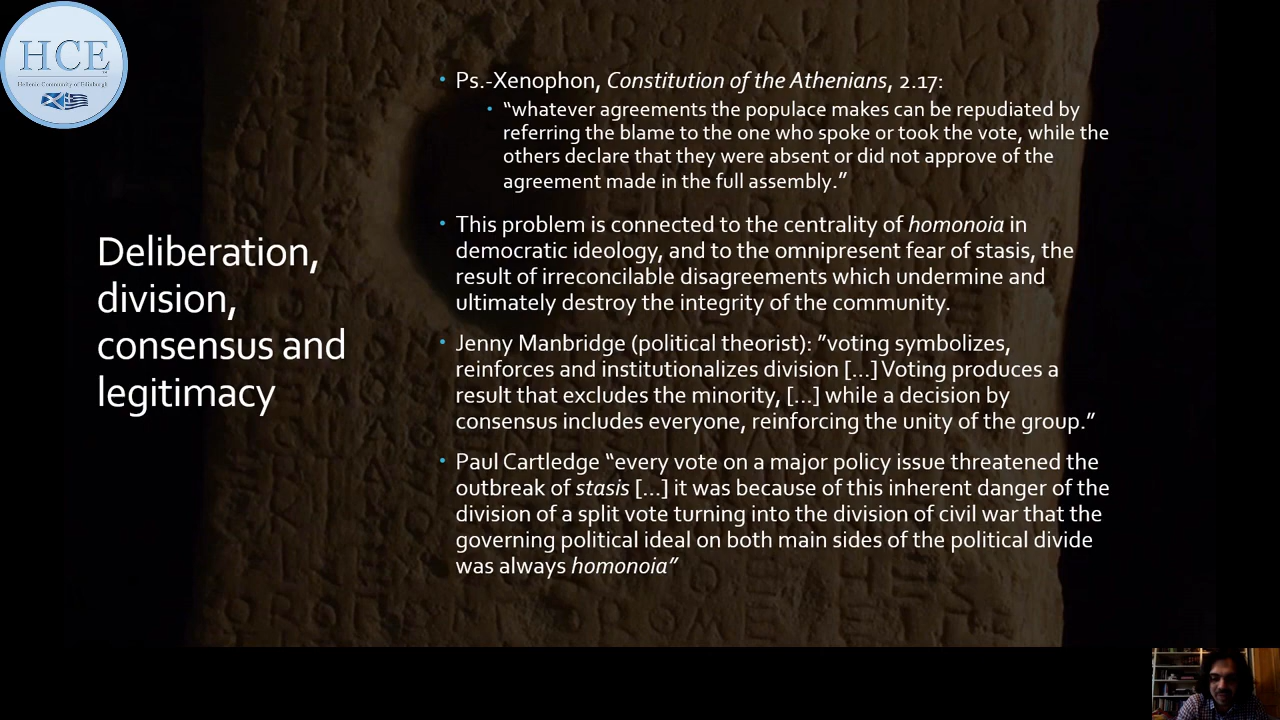 HCE
Hellenic Community of Edinburgh
Deliberation,
division,
consensus and
legitimacy
• Ps.-Xenophon, Constitution of the Athenians, 2.17:
• “whatever agreements the populace makes can be repudiated by
referring the blame to the one who spoke or took the vote, while the
others declare that they were absent or did not approve of the
agreement made in the full assembly.”
• This problem is connected to the centrality of homonoia in
democratic ideology, and to the omnipresent fear of stasis, the
result of irreconcilable disagreements which undermine and
ultimately destroy the integrity of the community.
• Jenny Manbridge (political theorist): ”voting symbolizes,
reinforces and institutionalizes division [...] Voting produces a
result that excludes the minority, [...] while a decision by
consensus includes everyone, reinforcing the unity of the group.”
• Paul Cartledge “every vote on a major policy issue threatened the
outbreak of stasis [...] it was because of this inherent danger of the
division of a split vote turning into the division of civil war that the
governing political ideal on both main sides of the political divide
was always homonoia”